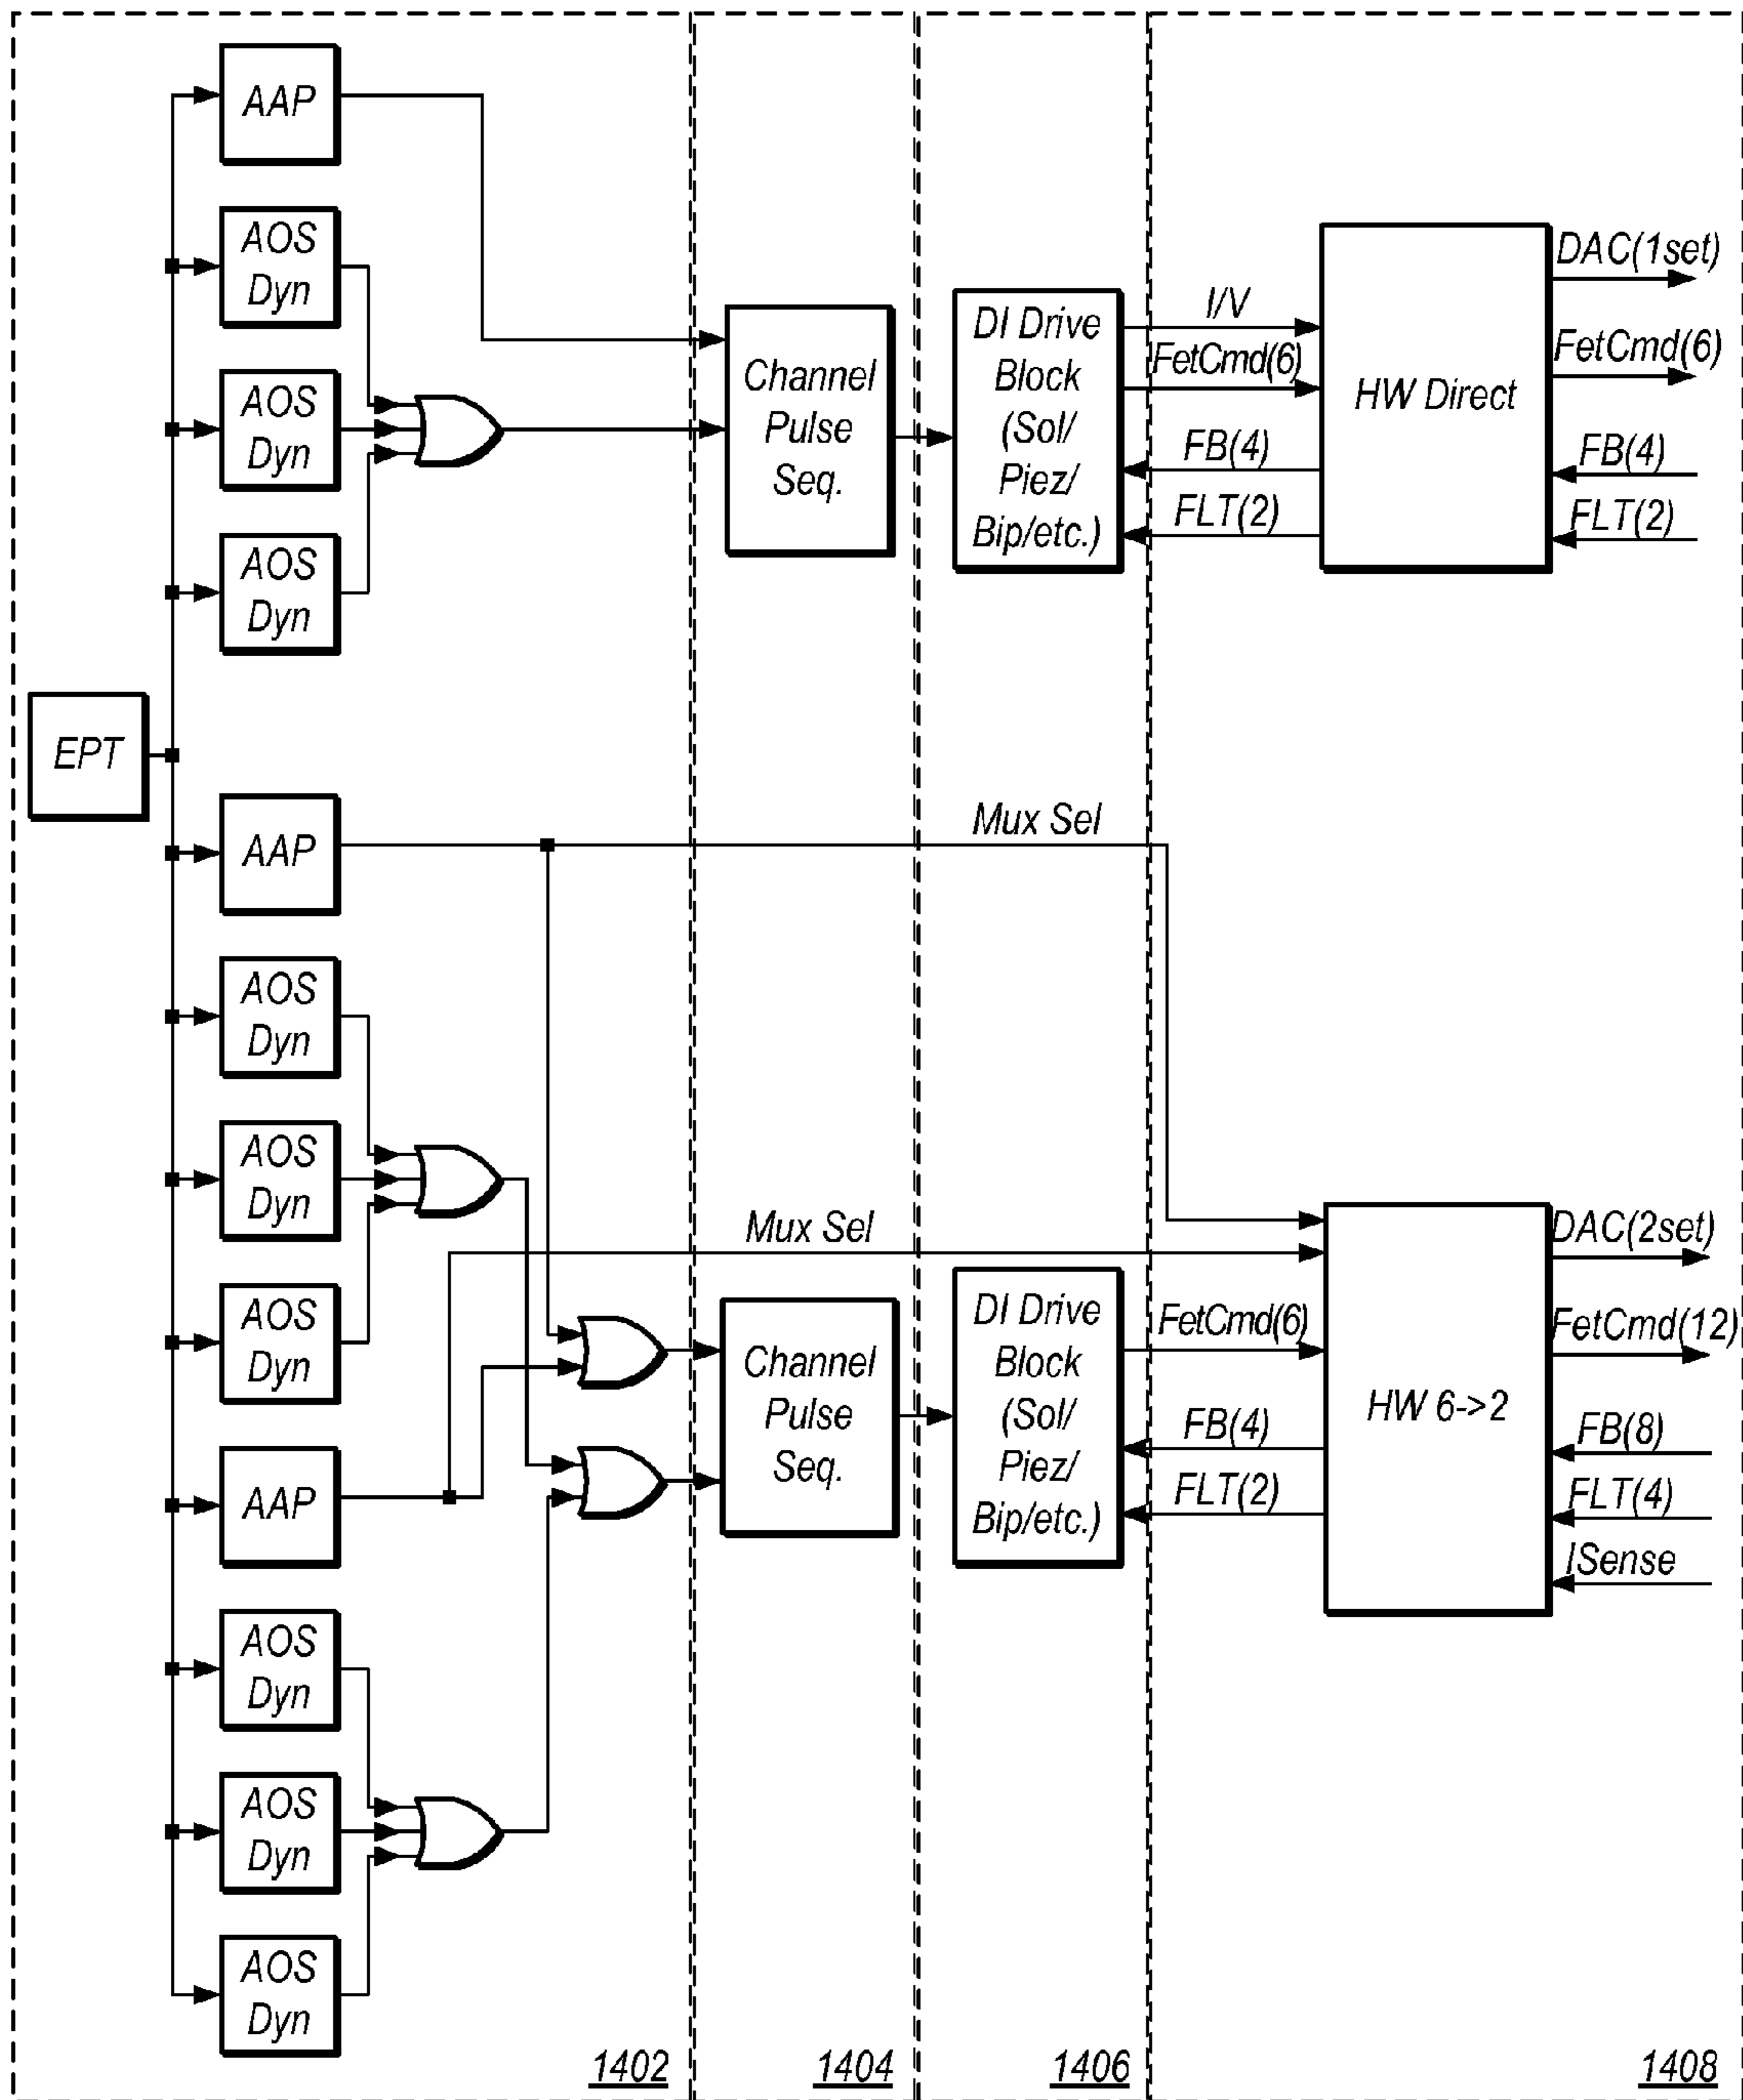 AAP
AOS
Dyn
AOS
Dyn
AOS
Dyn
EPT
AAP
AOS
Dyn
AOS
Dyn
AOS
Dyn
AAP
AOS
Dyn
AOS
Dyn
AOS
Dyn
1402
Channel
Pulse
Seq.
Mux Sel
Channel
Pulse
Seq.
1404
DI Drive
Block
(Sol/
Piez/
Bip/etc.)
Mux Sel
DI Drive
Block
(Sol/
Piez/
Bip/etc.)
1406
I/V
FetCmd(6)
FB(4)
FLT(2)
HW Direct
DAC(1set)
FetCmd(6)
FB(4)
FLT(2)
FetCmd(6)
FB(4)
FLT(2)
HW 6->2
DAC(2set)
FetCmd(12)
FB(8)
FLT(4)
ISense
1408